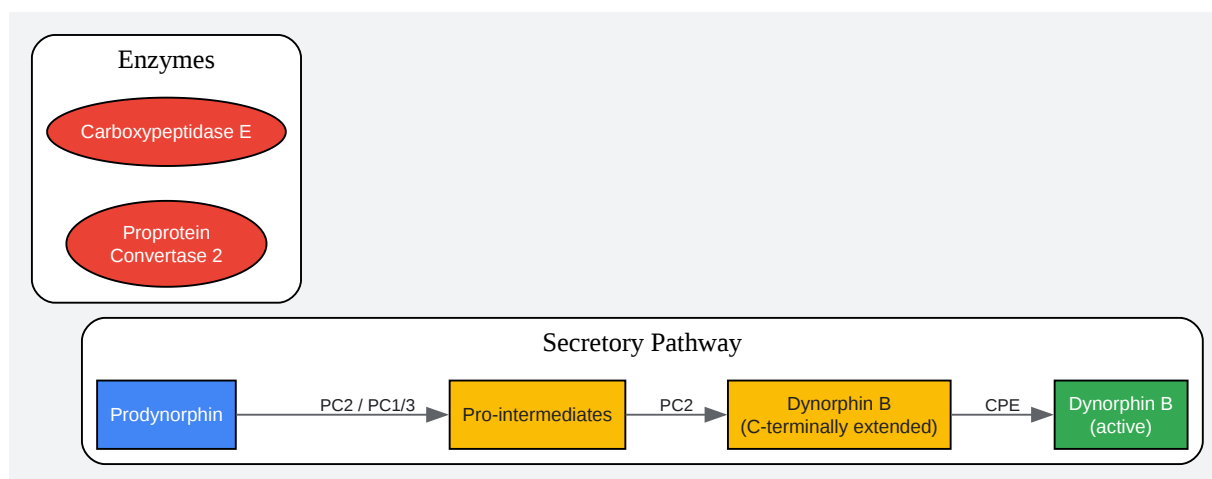 Enzymes
Carboxypeptidase E
Proprotein
Convertase 2
Secretory Pathway
Prodynorphin
PC2 / PC1/3
Pro-intermediates
PC2
Dynorphin B
(C-terminally extended)
CPE
Dynorphin B
(active)